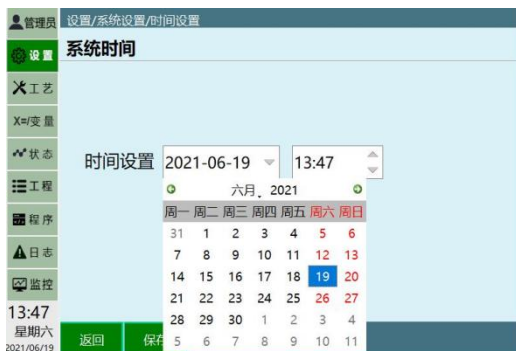 管理员
设置/系统设置/时间设置
设置
系统时间
工艺
X=/变量
状态
时间设置 2021-06-19 13:47
工程
六月, 2021
周一 周二 周三 周四 周五 周六 周日
31 1 2 3 4 5 6
7 8 9 10 11 12 13
14 15 16 17 18 19 20
21 22 23 24 25 26 27
28 29 30 1 2 3 4
5 6 7 8 9 10 11
程序
日志
监控
13:47
星期六
2021/06/19
返回
保存